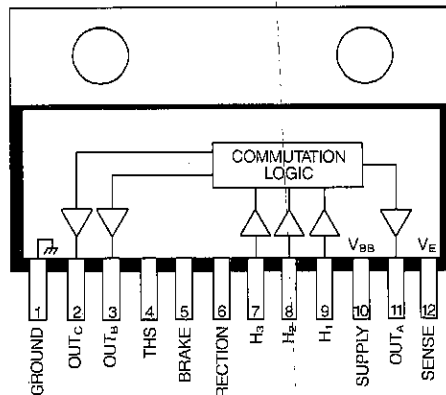 COMMUTATION
LOGIC
VBB
VE
1 2 3 4 5 6 7 8 9 10 11 12
GROUND
OUTC
OUTB
THS
BRAKE
RECTION
H3
H2
H1
SUPPLY
OUTA
SENSE